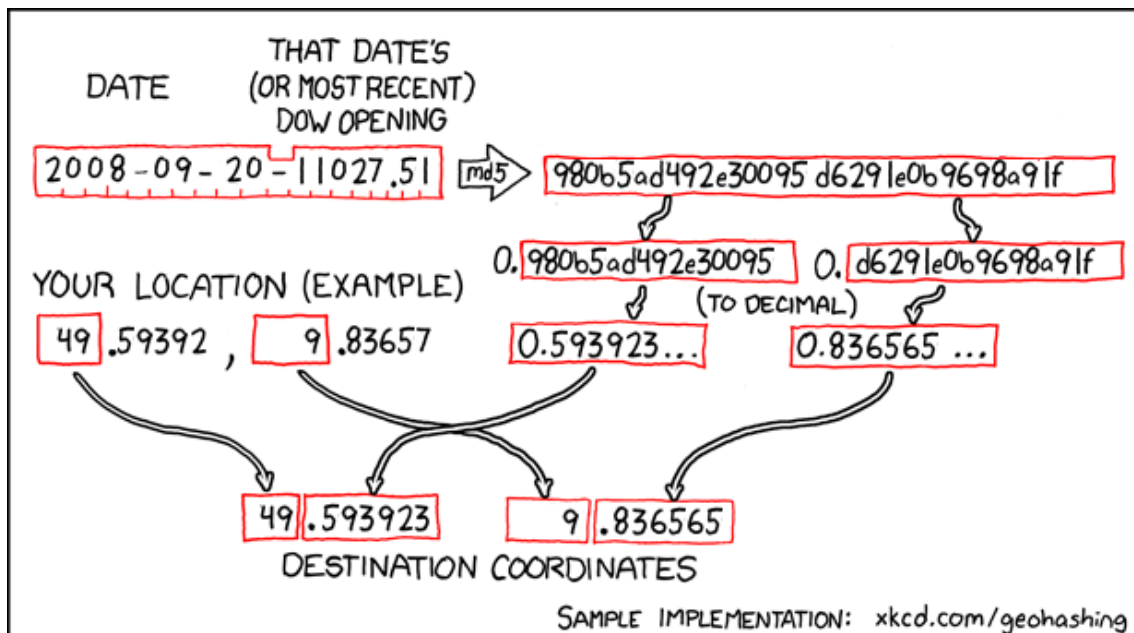 DATE
THAT DATE'S
(OR MOST RECENT)
DOW OPENING
2008-09-20-11027.51
md5
980b5ad492e30095 d6291e0b9698a91f
0.980b5ad492e30095
0.d6291e0b9698a91f
YOUR LOCATION (EXAMPLE)
(TO DECIMAL)
49.59392, 9.83657
0.593923...
0.836565 ...
49.593923
9.836565
DESTINATION COORDINATES
SAMPLE IMPLEMENTATION: xkcd.com/geohashing